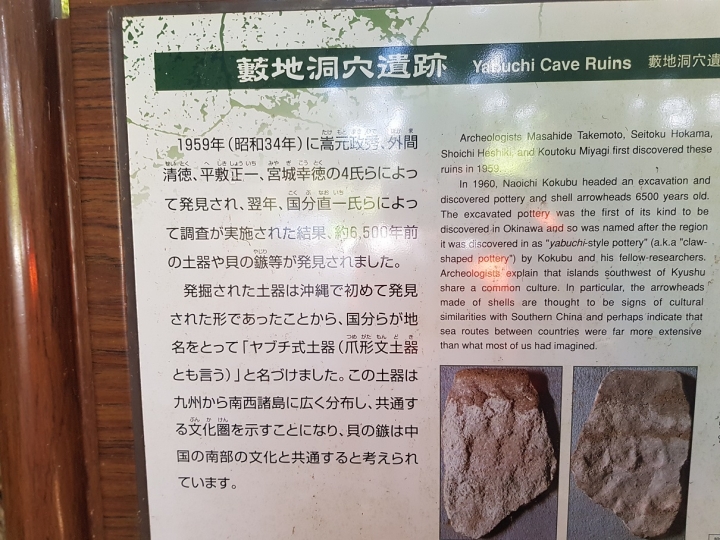 藪地洞穴遺跡 Yabuchi Cave Ruins 藪地洞穴遺
1959年(昭和34年)に嵩元政秀、外間
清徳、平敷正一、宮城幸徳の4氏らによっ
て発見され、翌年、国分直一氏らによっ
て調査が実施された結果、約6,500年前
の土器や貝の鏃等が発見されました。
発掘された土器は沖縄で初めて発見
された形であったことから、国分らが地
名をとって「ヤブチ式土器(爪形文土器
とも言う)」と名づけました。この土器は
九州から南西諸島に広く分布し、共通す
る文化圏を示すことになり、貝の鏃は中
国の南部の文化と共通すると考えられ
ています。
Archeologists Masahide Takemoto, Seitoku Hokama,
Shoichi Heshiki, and Koutoku Miyagi first discovered these
ruins in 1959.
In 1960, Naoichi Kokubu headed an excavation and
discovered pottery and shell arrowheads 6500 years old.
The excavated pottery was the first of its kind to be
discovered in Okinawa and so was named after the region
it was discovered in as "yabuchi-style pottery" (a.k.a "claw-
shaped pottery") by Kokubu and his fellow-researchers.
Archeologists explain that islands southwest of Kyushu
share a common culture. In particular, the arrowheads
made of shells are thought to be signs of cultural
similarities with Southern China and perhaps indicate that
sea routes between countries were far more extensive
than what most of us had imagined.